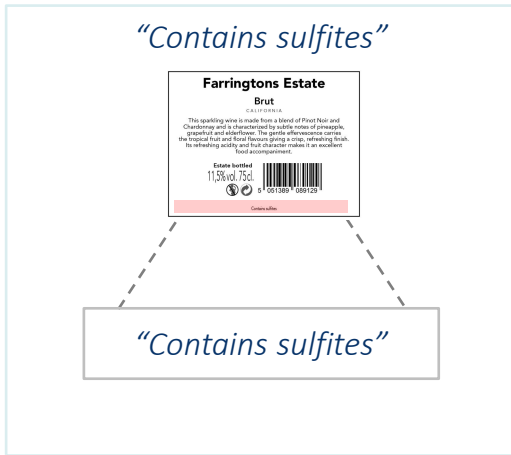 “Contains sulfites”
Farringtons Estate
Brut
CALIFORNIA
This sparkling wine is made from a blend of Pinot Noir and
Chardonnay and is characterized by subtle notes of pineapple,
grapefruit and elderflower. The gentle effervescence carries
the tropical fruit and floral flavours giving a crisp, refreshing finish.
Its refreshing acidity and fruit character makes it an excellent
food accompaniment.
Estate bottled
11,5%vol. 75cl.
5 051389 089129
Contains sulfites
“Contains sulfites”